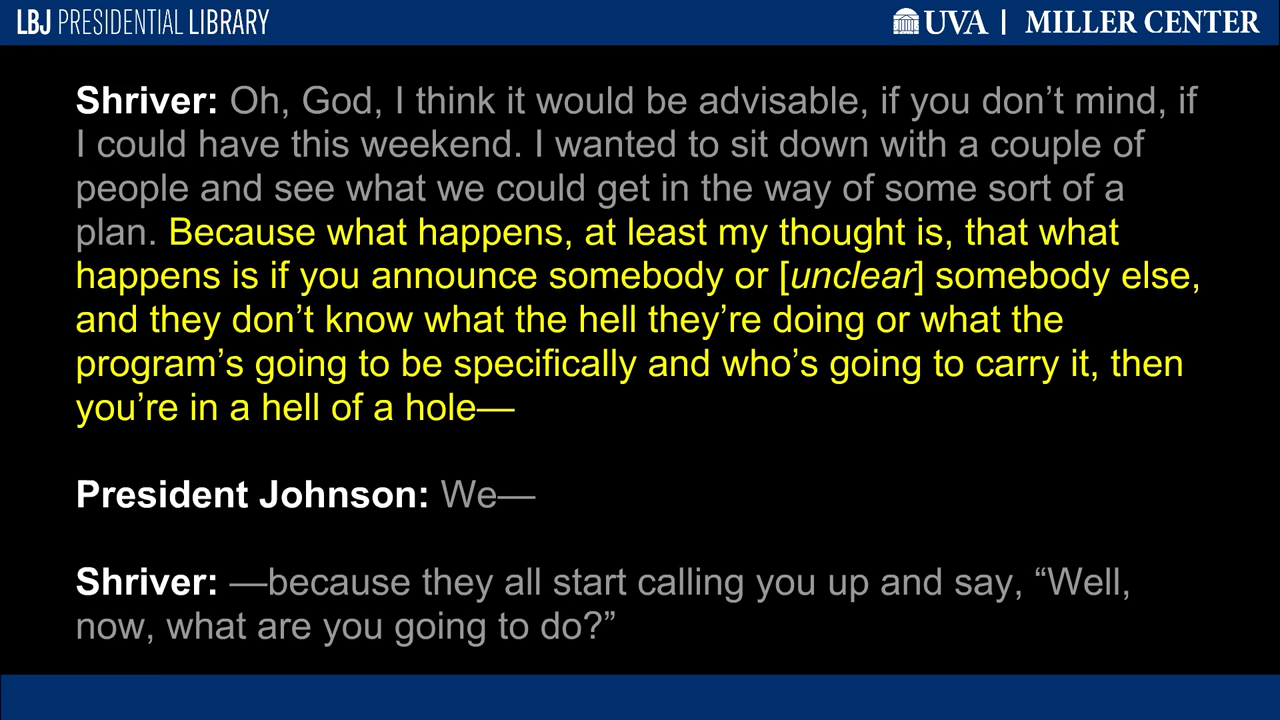 LBJ PRESIDENTIAL LIBRARY
UVA | MILLER CENTER
Shriver: Oh, God, I think it would be advisable, if you don’t mind, if
I could have this weekend. I wanted to sit down with a couple of
people and see what we could get in the way of some sort of a
plan. Because what happens, at least my thought is, that what
happens is if you announce somebody or [unclear] somebody else,
and they don’t know what the hell they’re doing or what the
program’s going to be specifically and who’s going to carry it, then
you’re in a hell of a hole—
President Johnson: We—
Shriver: —because they all start calling you up and say, “Well,
now, what are you going to do?”